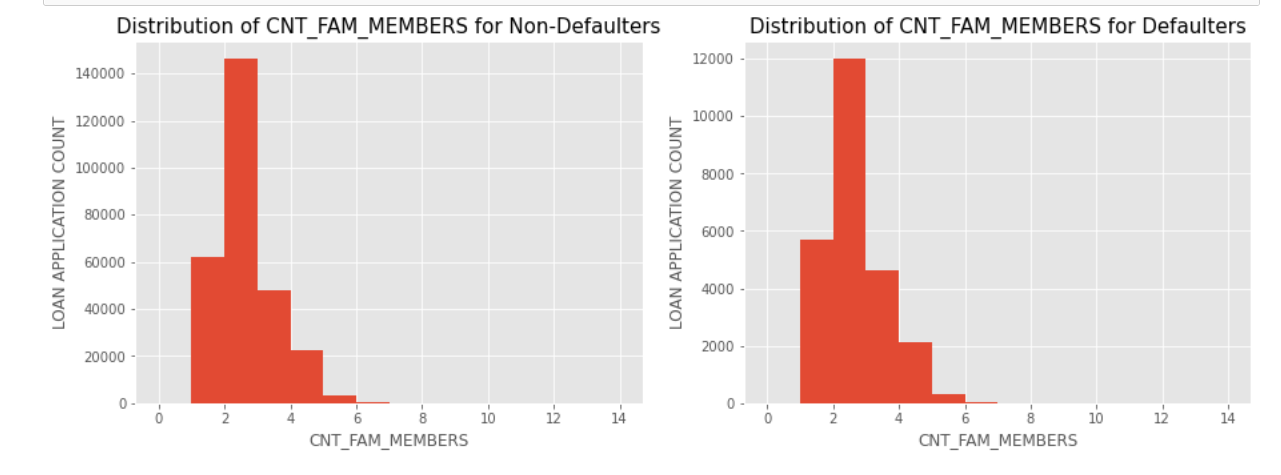 Distribution of CNT_FAM_MEMBERS for Non-Defaulters
140000
120000
100000
80000
60000
40000
20000
0
LOAN APPLICATION COUNT
0 2 4 6 8 10 12 14
CNT_FAM_MEMBERS
Distribution of CNT_FAM_MEMBERS for Defaulters
12000
10000
8000
6000
4000
2000
0
LOAN APPLICATION COUNT
0 2 4 6 8 10 12 14
CNT_FAM_MEMBERS